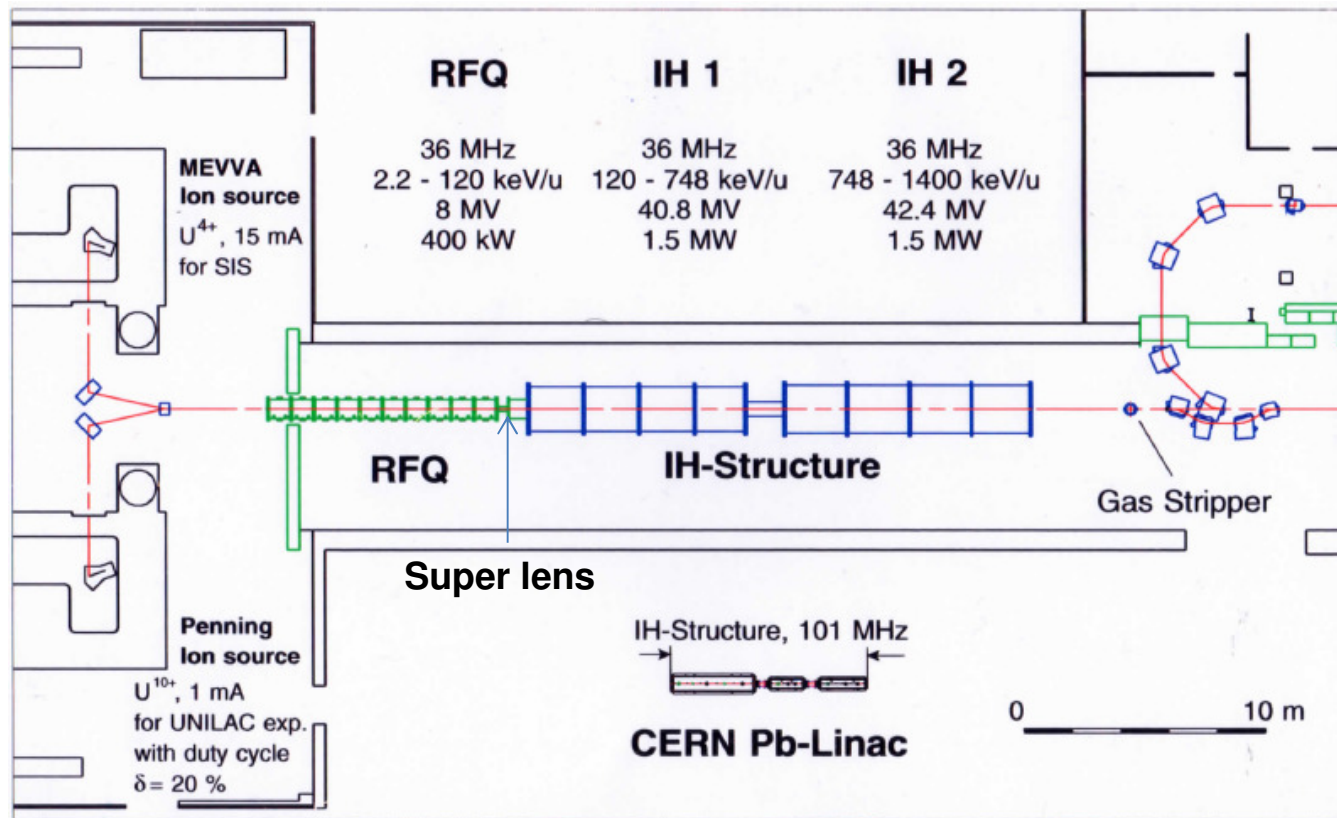 RFQ
36 MHz
2.2 - 120 keV/u
8 MV
400 kW
IH 1
36 MHz
120 - 748 keV/u
40.8 MV
1.5 MW
IH 2
36 MHz
748 - 1400 keV/u
42.4 MV
1.5 MW
MEVVA
Ion source
U⁴⁺, 15 mA
for SIS
I
RFQ
IH-Structure
Gas Stripper
Super lens
Penning
Ion source
U¹⁰⁺, 1 mA
for UNILAC exp.
with duty cycle
δ = 20 %
IH-Structure, 101 MHz
CERN Pb-Linac
0 10 m